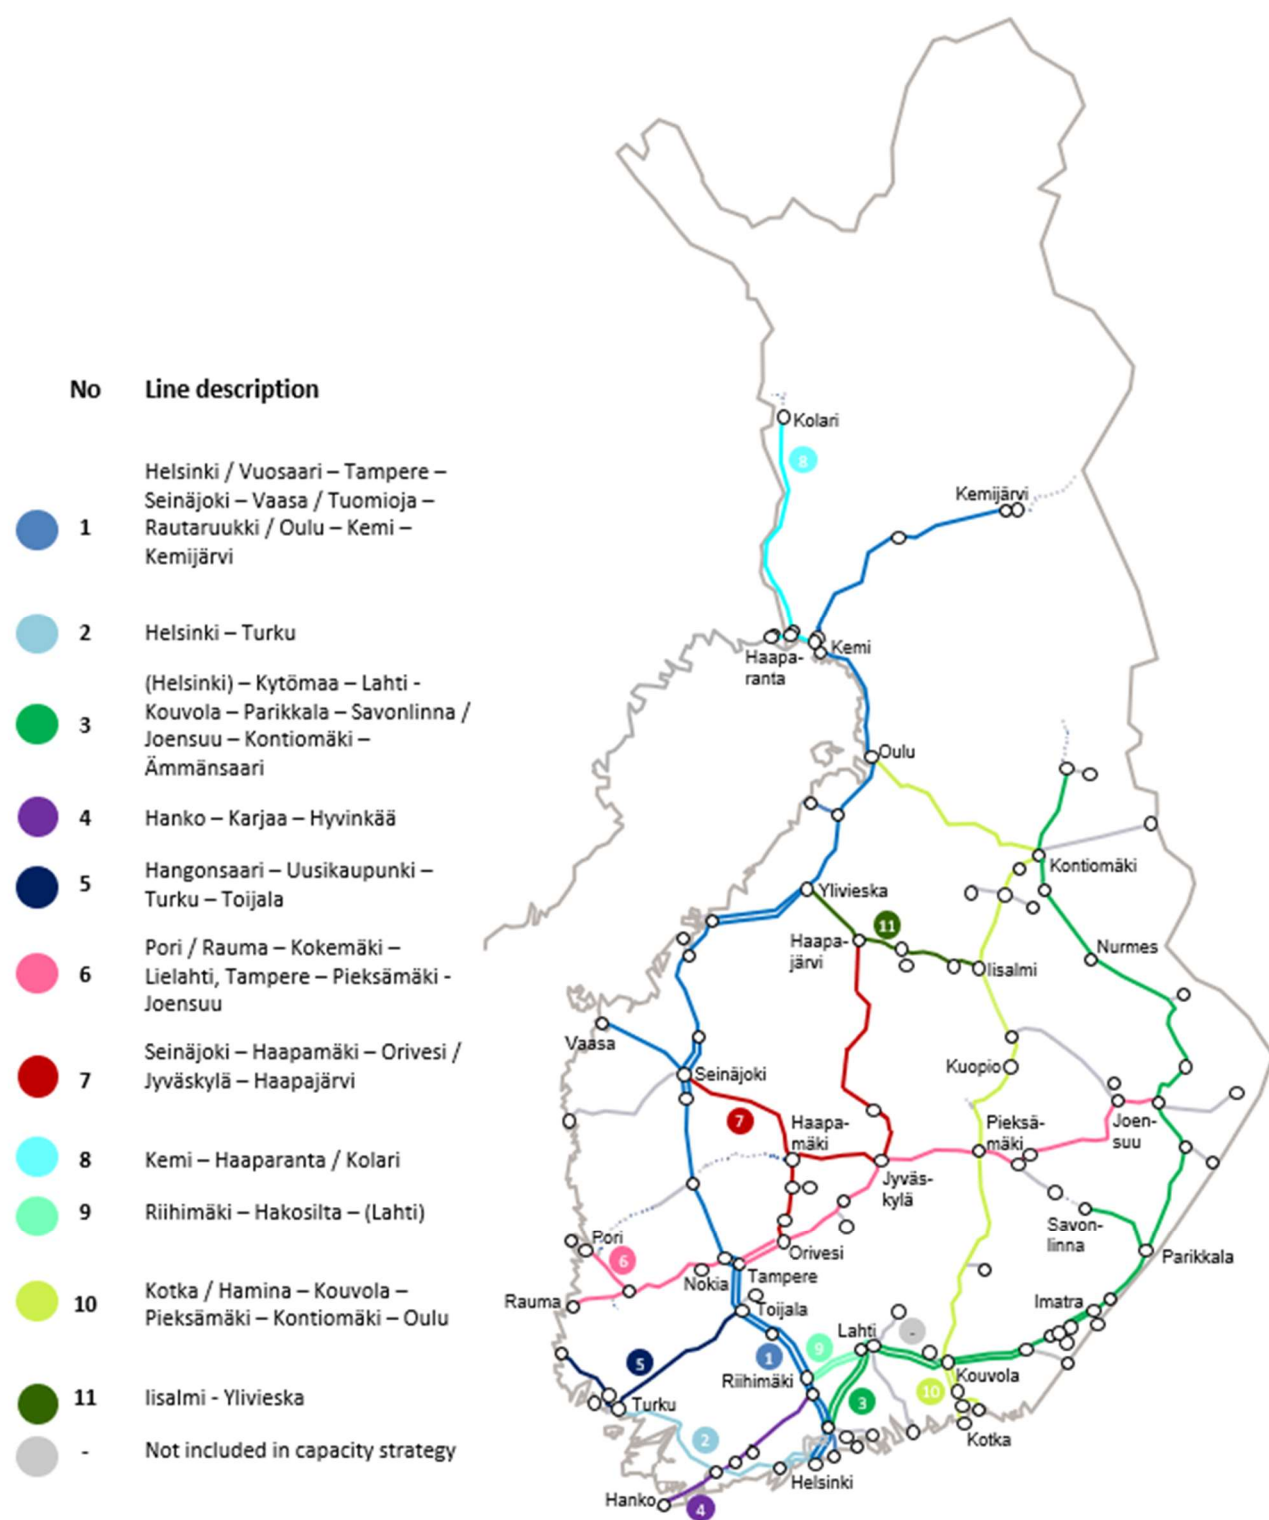 No Line description
1
Helsinki / Vuosaari – Tampere –
Seinäjoki – Vaasa / Tuomioja –
Rautaruukki / Oulu – Kemi –
Kemijärvi
2
Helsinki – Turku
3
(Helsinki) – Kytömaa – Lahti -
Kouvola – Parikkala – Savonlinna /
Joensuu – Kontiomäki –
Ämmänsaari
4
Hanko – Karjaa – Hyvinkää
5
Hangonsaari – Uusikaupunki –
Turku – Toijala
6
Pori / Rauma – Kokemäki –
Lielahti, Tampere – Pieksämäki -
Joensuu
7
Seinäjoki – Haapamäki – Orivesi /
Jyväskylä – Haapajärvi
8
Kemi – Haaparanta / Kolari
9
Riihimäki – Hakosilta – (Lahti)
10
Kotka / Hamina – Kouvola –
Pieksämäki – Kontiomäki – Oulu
11
Iisalmi - Ylivieska
-
Not included in capacity strategy
Kolari
8
Kemijärvi
Haapa-
ranta
Kemi
Oulu
Kontiomäki
Ylivieska
11
Haapa-
järvi
Iisalmi
Nurmes
Vaasa
Seinäjoki
Kuopio
7
Haapa-
mäki
Pieksä-
mäki
Joen-
suu
Jyväs-
kylä
Savon-
linna
Parikkala
Pori
6
Orivesi
Nokia
Tampere
Rauma
Toijala
Imatra
Lahti
-
5
1
9
Riihimäki
Kouvola
10
3
Turku
Kotka
2
Helsinki
Hanko
4